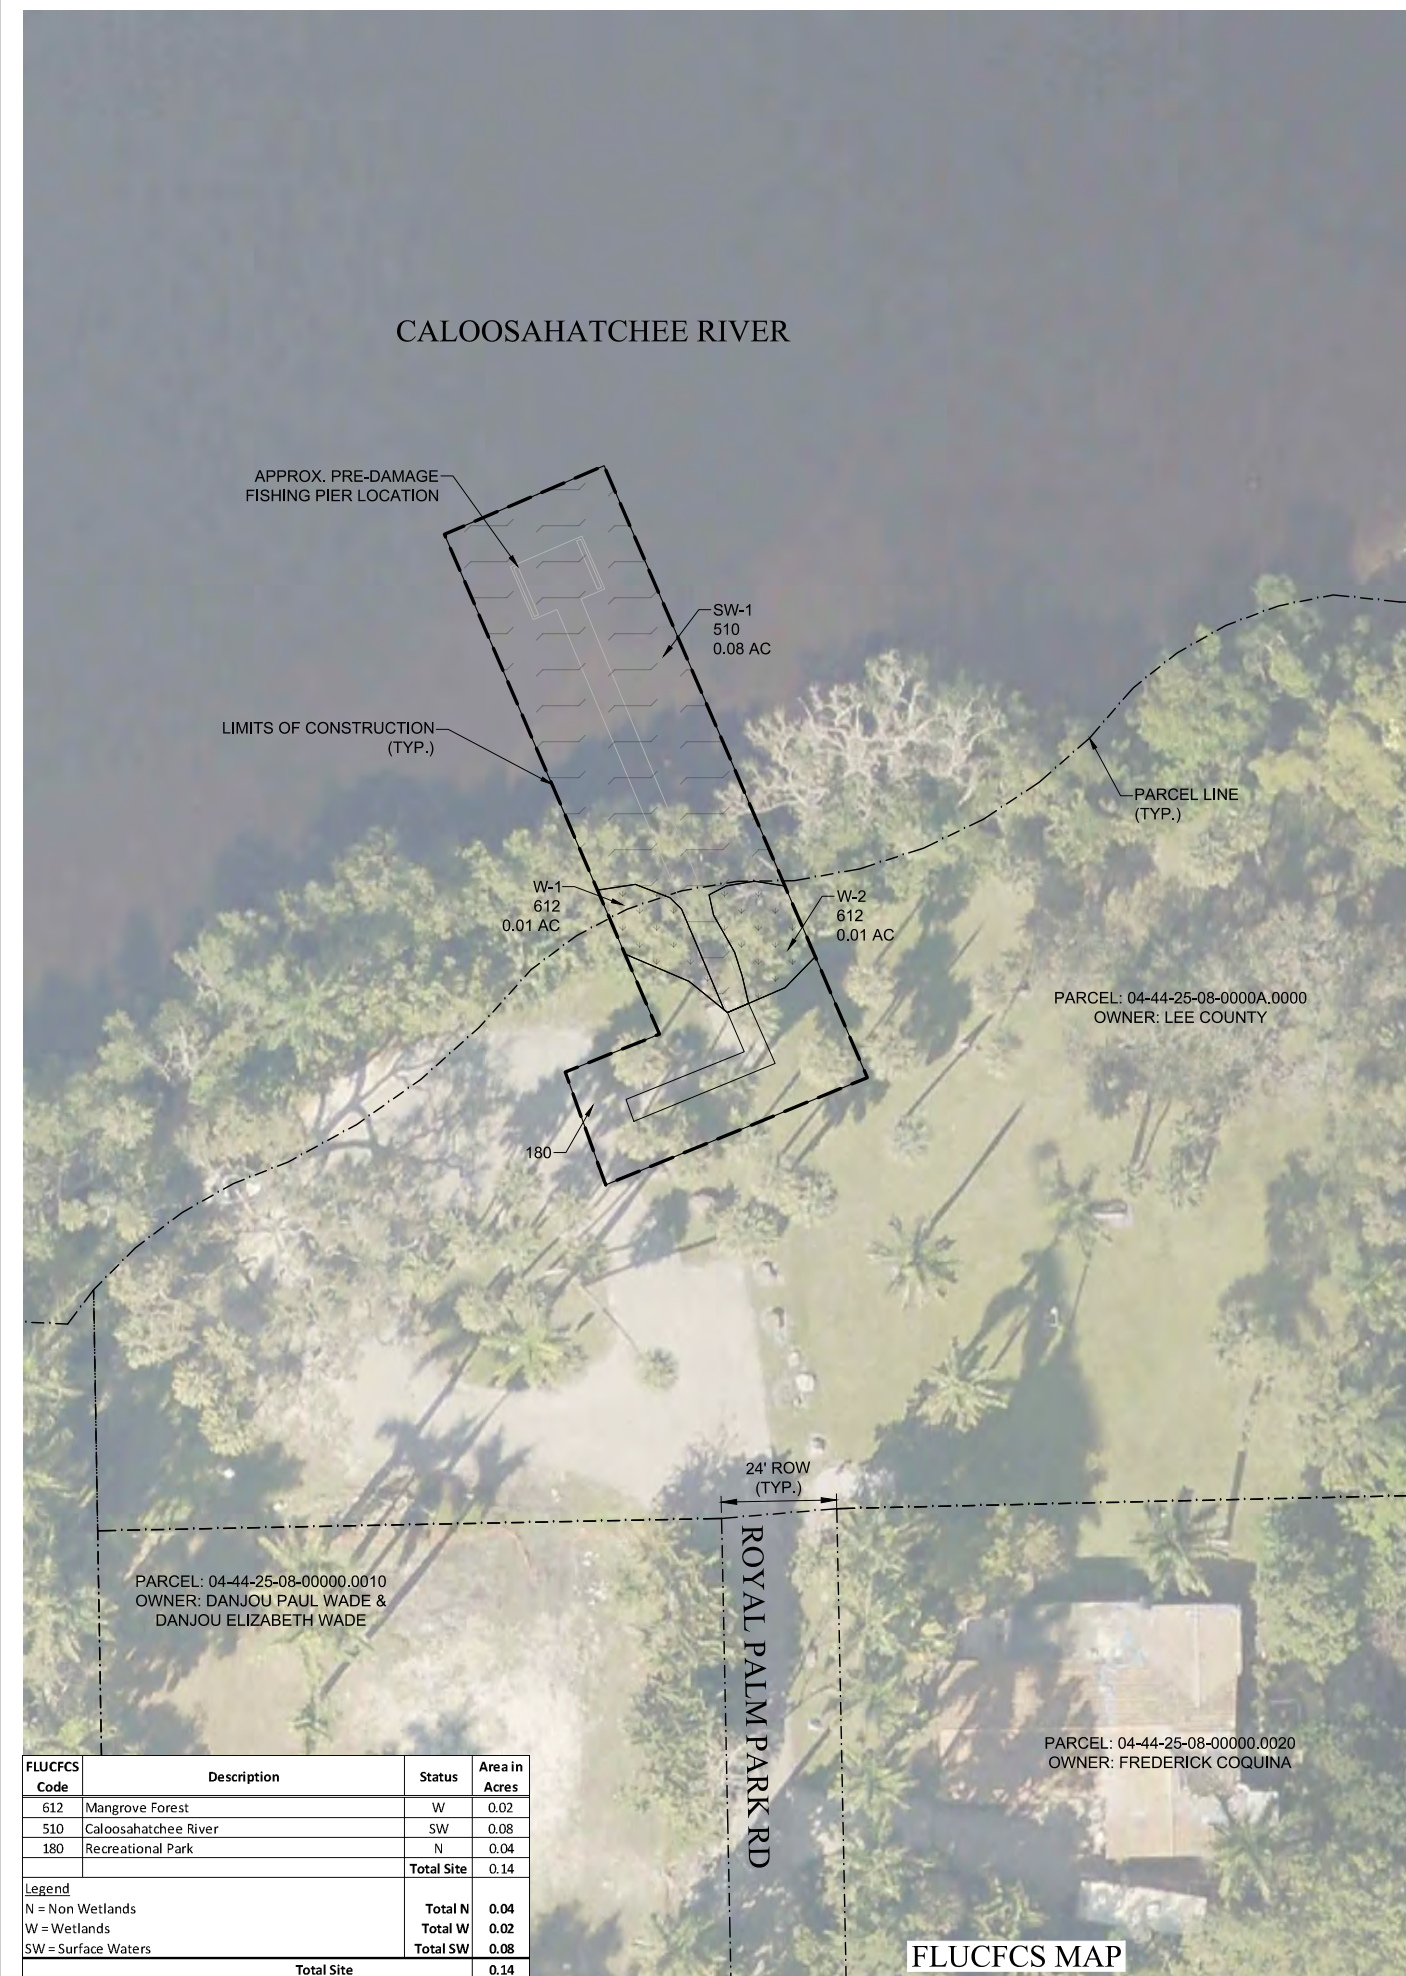 CALOOSAHATCHEE RIVER
APPROX. PRE-DAMAGE
FISHING PIER LOCATION
SW-1
510
0.08 AC
LIMITS OF CONSTRUCTION
(TYP.)
PARCEL LINE
(TYP.)
W-1
612
0.01 AC
W-2
612
0.01 AC
PARCEL: 04-44-25-08-0000A.0000
OWNER: LEE COUNTY
180
24' ROW
(TYP.)
ROYAL PALM PARK RD
PARCEL: 04-44-25-08-00000.0010
OWNER: DANJOU PAUL WADE &
DANJOU ELIZABETH WADE
PARCEL: 04-44-25-08-00000.0020
OWNER: FREDERICK COQUINA
FLUCFCS Code Description Status Area in Acres
612 Mangrove Forest W 0.02
510 Caloosahatchee River SW 0.08
180 Recreational Park N 0.04
Total Site 0.14
Legend
N = Non Wetlands Total N 0.04
W = Wetlands Total W 0.02
SW = Surface Waters Total SW 0.08
Total Site 0.14
FLUCFCS MAP